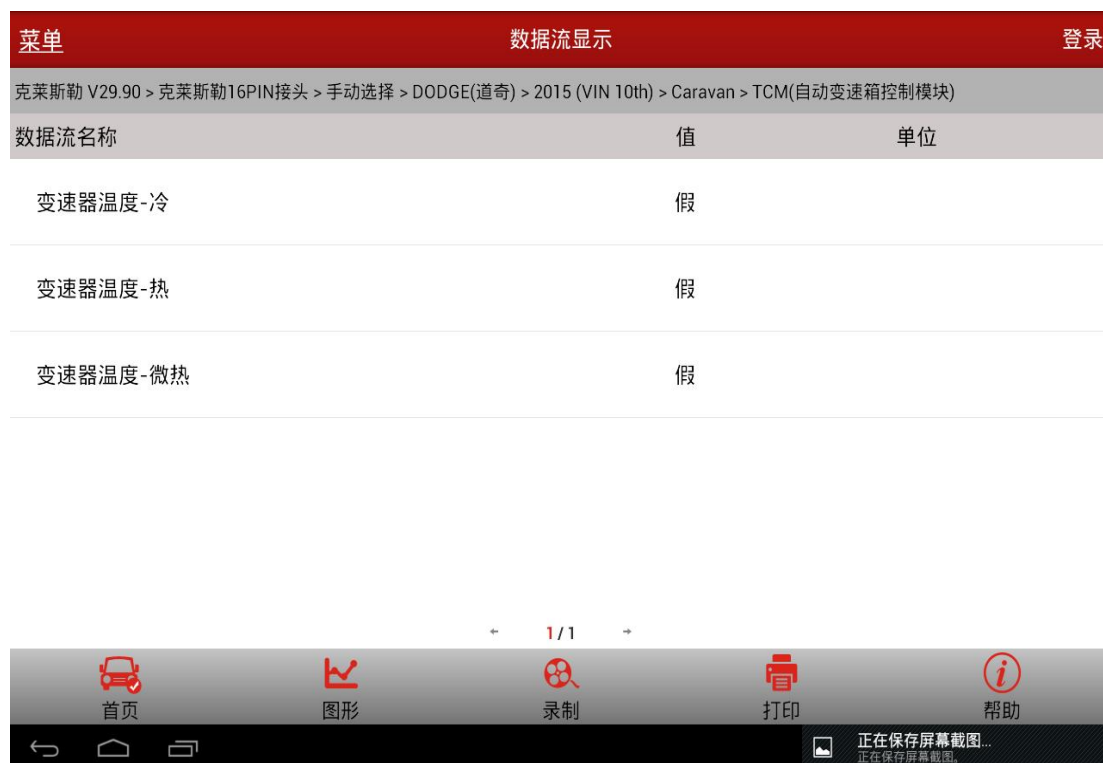 菜单 数据流显示 登录
克莱斯勒 V29.90 > 克莱斯勒16PIN接头 > 手动选择 > DODGE(道奇) > 2015 (VIN 10th) > Caravan > TCM(自动变速箱控制模块)
数据流名称 值 单位
变速器温度-冷 假
变速器温度-热 假
变速器温度-微热 假
1 / 1
首页 图形 录制 打印 帮助
正在保存屏幕截图...
正在保存屏幕截图。